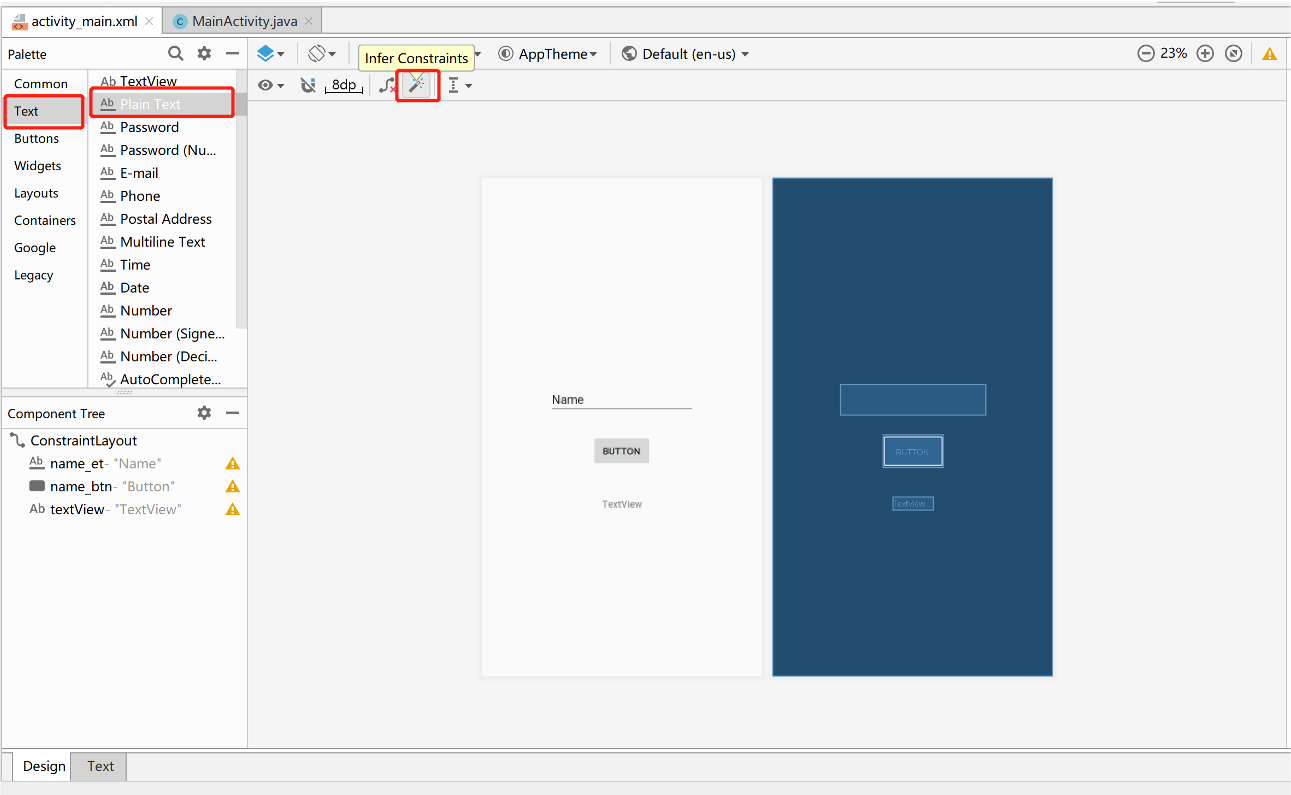 activity_main.xml
MainActivity.java
Palette
Infer Constraints
AppTheme
Default (en-us)
23%
8dp
Common
Text
Buttons
Widgets
Layouts
Containers
Google
Legacy
Ab TextView
Ab Plain Text
Ab Password
Ab Password (Nu...
Ab E-mail
Ab Phone
Ab Postal Address
Ab Multiline Text
Ab Time
Ab Date
Ab Number
Ab Number (Signe...
Ab Number (Deci...
Ab AutoComplete...
Component Tree
ConstraintLayout
Ab name_et- "Name"
name_btn- "Button"
Ab textView- "TextView"
Name
BUTTON
TextView
BUTTON
TextView
Design
Text